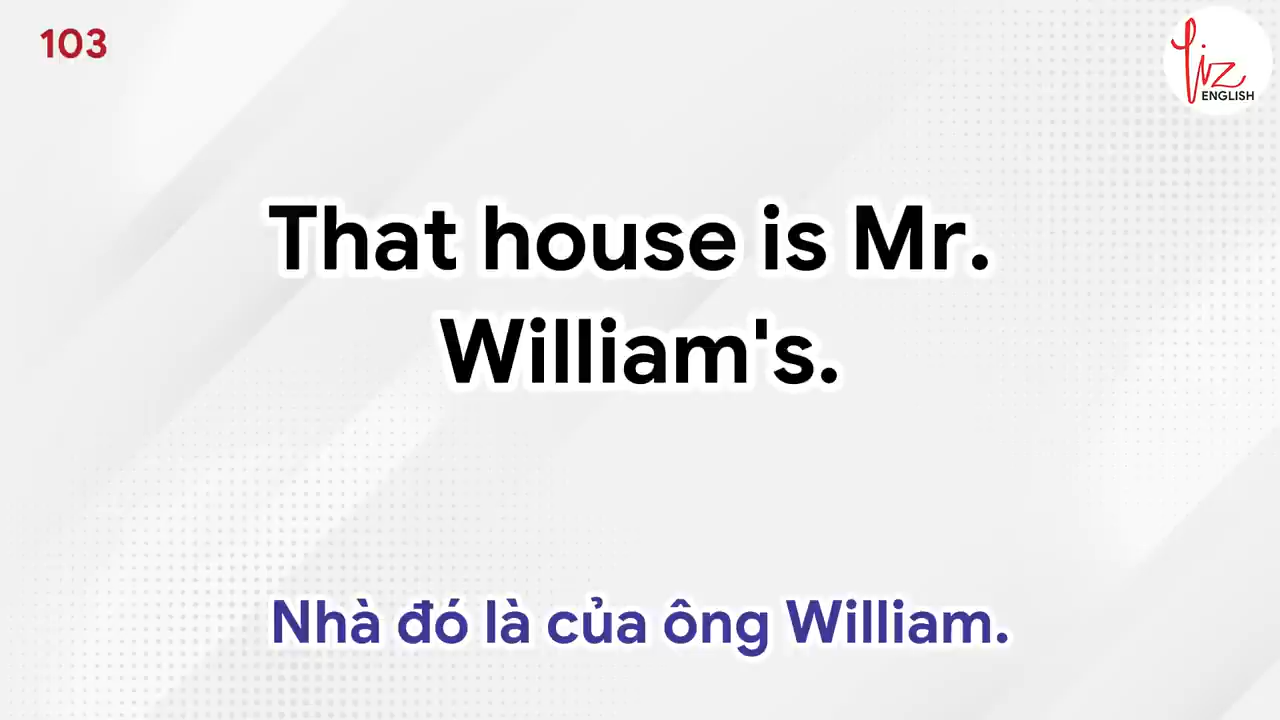 103
Liz
ENGLISH
That house is Mr.
William's.
Nhà đó là của ông William.